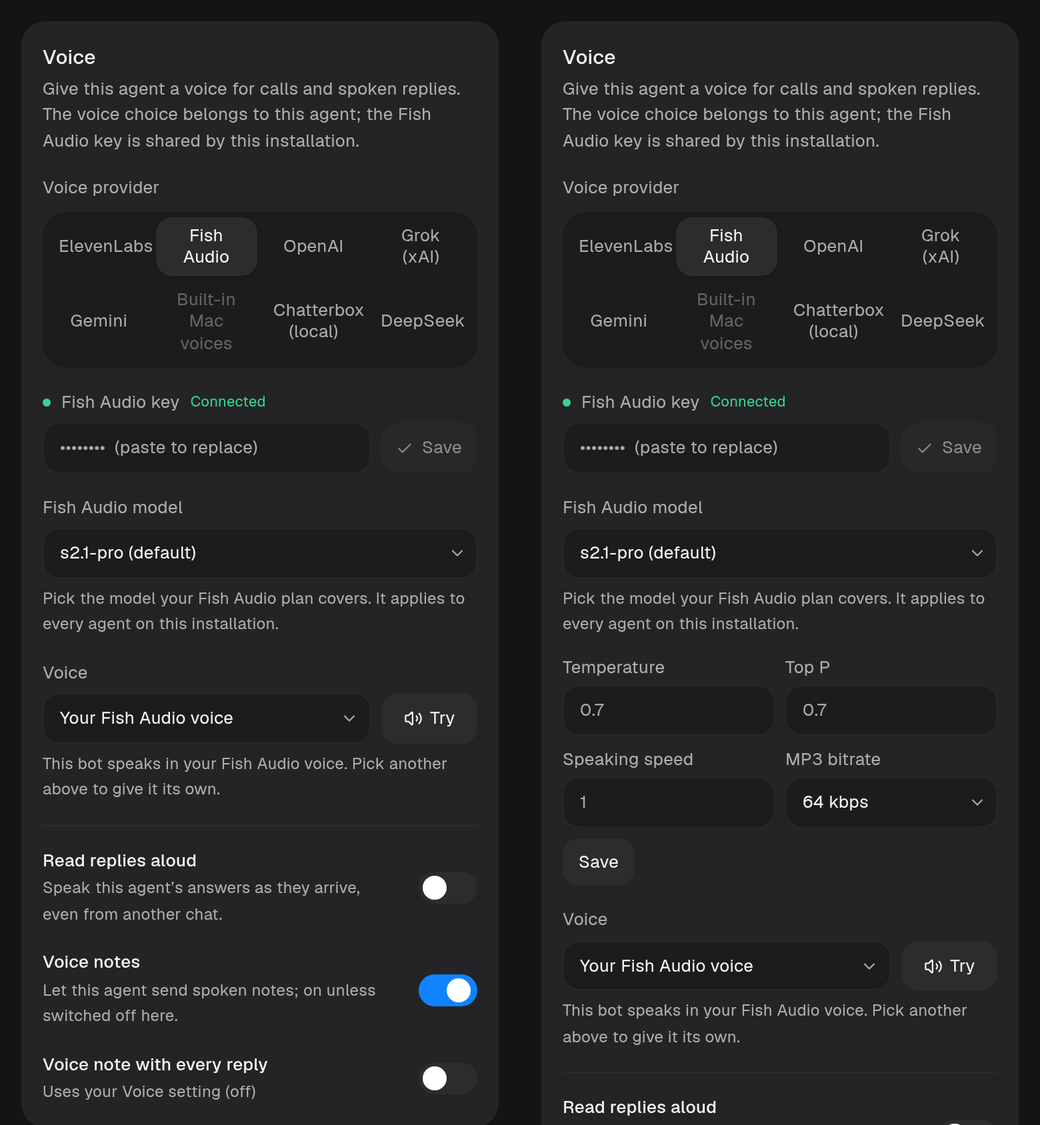 Voice
Give this agent a voice for calls and spoken replies.
The voice choice belongs to this agent; the Fish
Audio key is shared by this installation.
Voice provider
ElevenLabs
Fish
Audio
OpenAI
Grok
(xAI)
Gemini
Built-in
Mac
voices
Chatterbox
(local)
DeepSeek
Fish Audio key Connected
•••••••• (paste to replace)
Save
Fish Audio model
s2.1-pro (default)
Pick the model your Fish Audio plan covers. It applies to
every agent on this installation.
Voice
Your Fish Audio voice
Try
This bot speaks in your Fish Audio voice. Pick another
above to give it its own.
Read replies aloud
Speak this agent's answers as they arrive,
even from another chat.
Voice notes
Let this agent send spoken notes; on unless
switched off here.
Voice note with every reply
Uses your Voice setting (off)
Voice
Give this agent a voice for calls and spoken replies.
The voice choice belongs to this agent; the Fish
Audio key is shared by this installation.
Voice provider
ElevenLabs
Fish
Audio
OpenAI
Grok
(xAI)
Gemini
Built-in
Mac
voices
Chatterbox
(local)
DeepSeek
Fish Audio key Connected
•••••••• (paste to replace)
Save
Fish Audio model
s2.1-pro (default)
Pick the model your Fish Audio plan covers. It applies to
every agent on this installation.
Temperature
Top P
0.7
0.7
Speaking speed
MP3 bitrate
1
64 kbps
Save
Voice
Your Fish Audio voice
Try
This bot speaks in your Fish Audio voice. Pick another
above to give it its own.
Read replies aloud